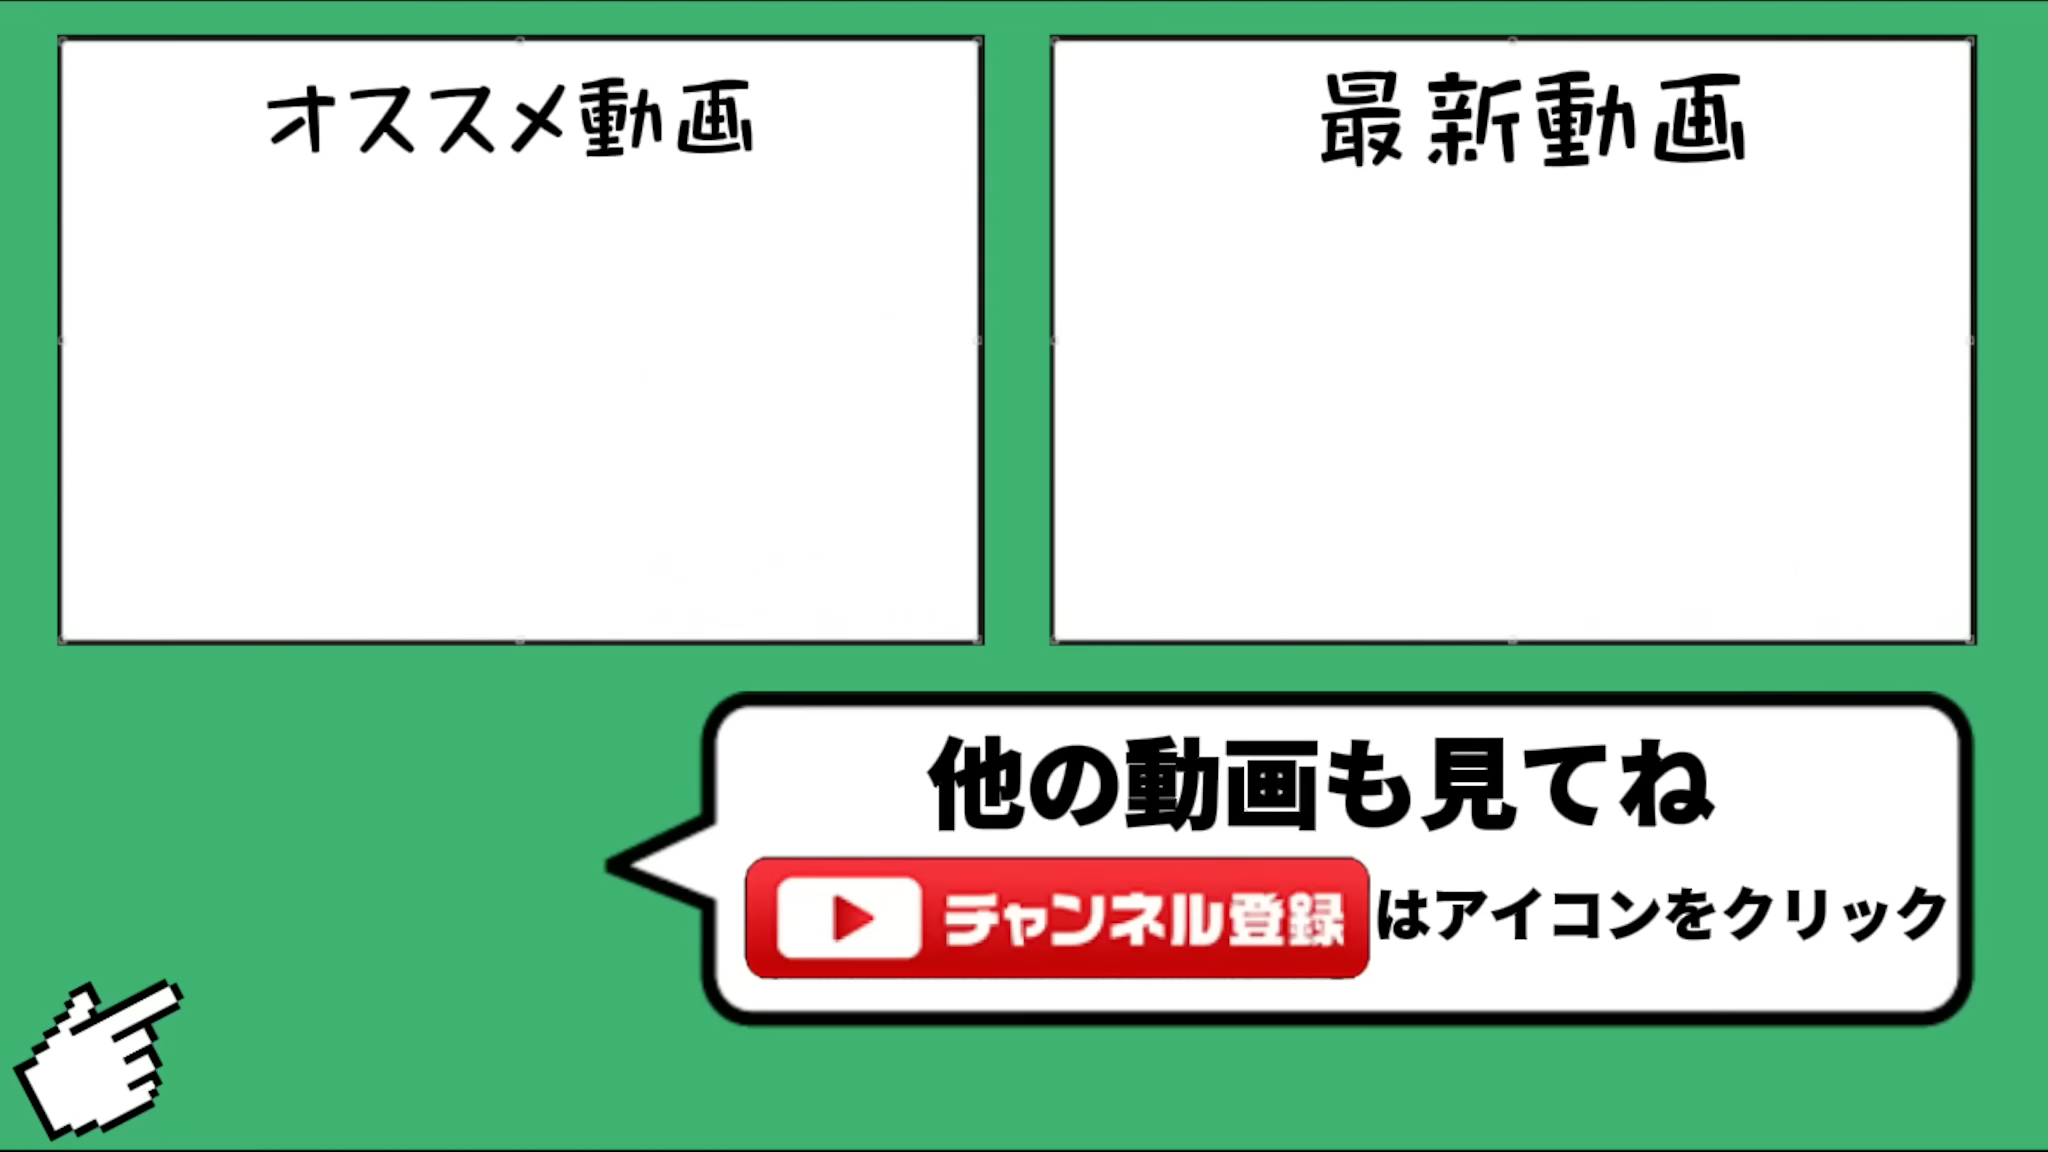 オススメ動画
最新動画
他の動画も見てね
チャンネル登録はアイコンをクリック